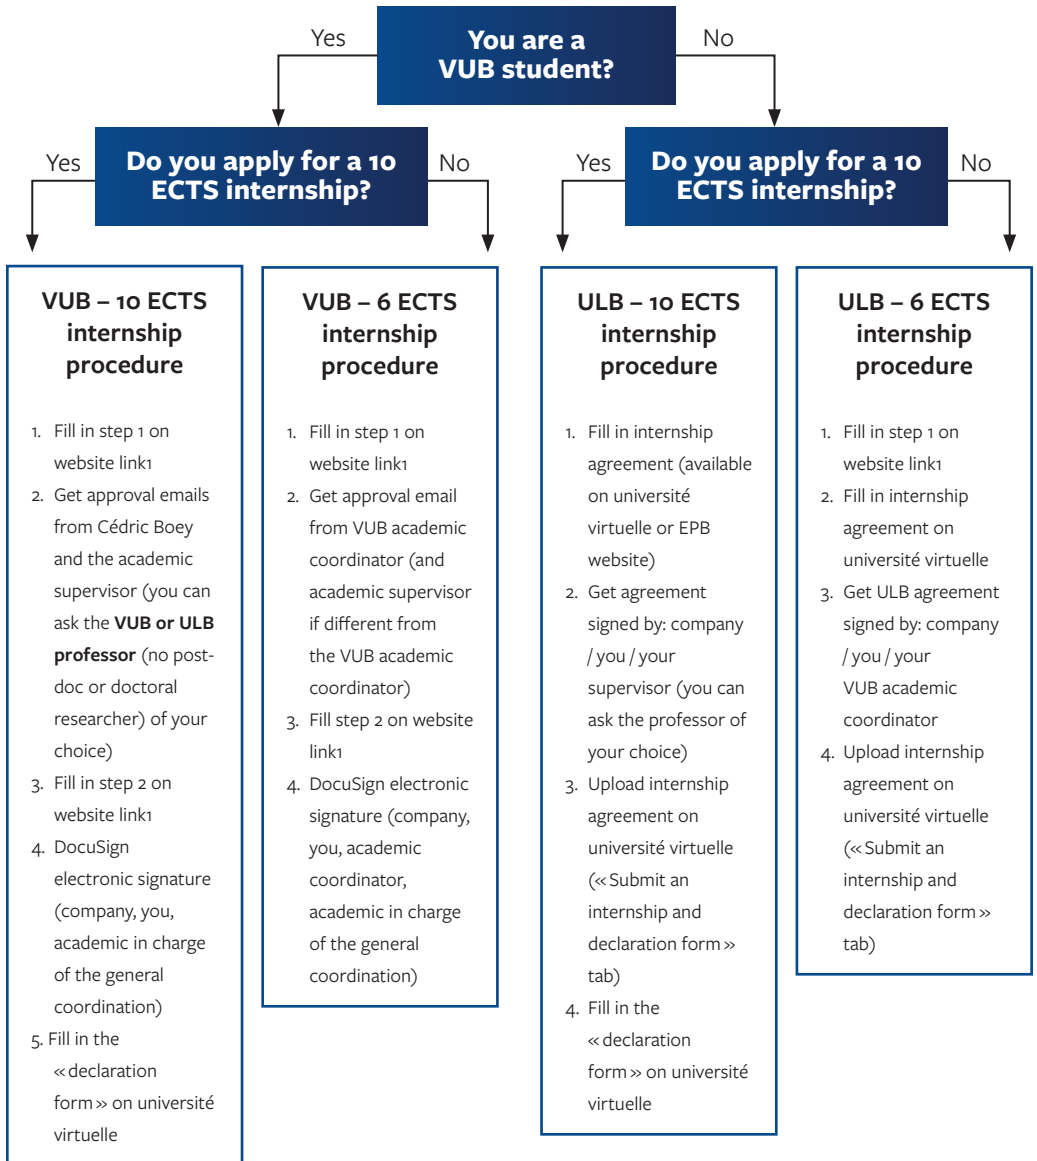 Yes
You are a
VUB student?
No
Yes
Do you apply for a 10
ECTS internship?
No
Yes
Do you apply for a 10
ECTS internship?
No
VUB – 10 ECTS
internship
procedure
1. Fill in step 1 on
website link1
2. Get approval emails
from Cédric Boey
and the academic
supervisor (you can
ask the VUB or ULB
professor (no post-
doc or doctoral
researcher) of your
choice)
3. Fill in step 2 on
website link1
4. DocuSign
electronic signature
(company, you,
academic in charge
of the general
coordination)
5. Fill in the
« declaration
form » on université
virtuelle
VUB – 6 ECTS
internship
procedure
1. Fill in step 1 on
website link1
2. Get approval email
from VUB academic
coordinator (and
academic supervisor
if different from
the VUB academic
coordinator)
3. Fill step 2 on website
link1
4. DocuSign electronic
signature (company,
you, academic
coordinator,
academic in charge
of the general
coordination)
ULB – 10 ECTS
internship
procedure
1. Fill in internship
agreement (available
on université
virtuelle or EPB
website)
2. Get agreement
signed by: company
/ you / your
supervisor (you can
ask the professor of
your choice)
3. Upload internship
agreement on
université virtuelle
(« Submit an
internship and
declaration form »
tab)
4. Fill in the
« declaration
form » on université
virtuelle
ULB – 6 ECTS
internship
procedure
1. Fill in step 1 on
website link1
2. Fill in internship
agreement on
université virtuelle
3. Get ULB agreement
signed by: company
/ you / your
VUB academic
coordinator
4. Upload internship
agreement on
université virtuelle
(« Submit an
internship and
declaration form »
tab)